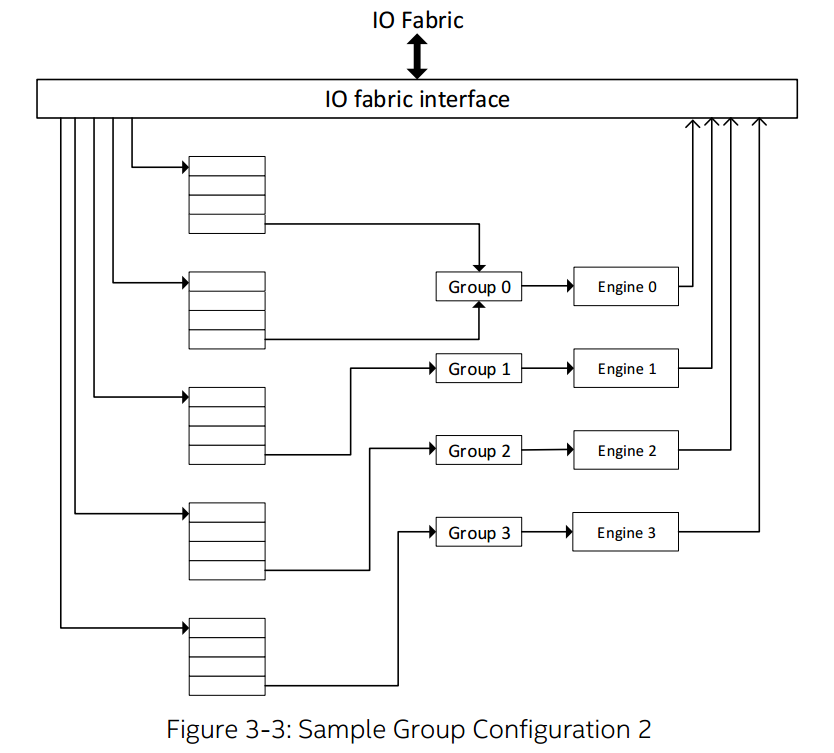 IO Fabric
IO fabric interface
Group 0
Engine 0
Group 1
Engine 1
Group 2
Engine 2
Group 3
Engine 3
Figure 3-3: Sample Group Configuration 2